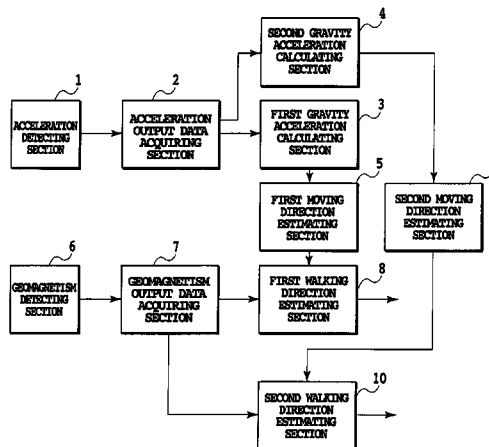 4
SECOND GRAVITY
ACCELERATION
CALCULATING
SECTION
1
ACCELERATION
DETECTING
SECTION
2
ACCELERATION
OUTPUT DATA
ACQUIRING
SECTION
3
FIRST GRAVITY
ACCELERATION
CALCULATING
SECTION
5
FIRST MOVING
DIRECTION
ESTIMATING
SECTION
SECOND MOVING
DIRECTION
ESTIMATING
SECTION
6
GEOMAGNETISM
DETECTING
SECTION
7
GEOMAGNETISM
OUTPUT DATA
ACQUIRING
SECTION
8
FIRST WALKING
DIRECTION
ESTIMATING
SECTION
10
SECOND WALKING
DIRECTION
ESTIMATING
SECTION